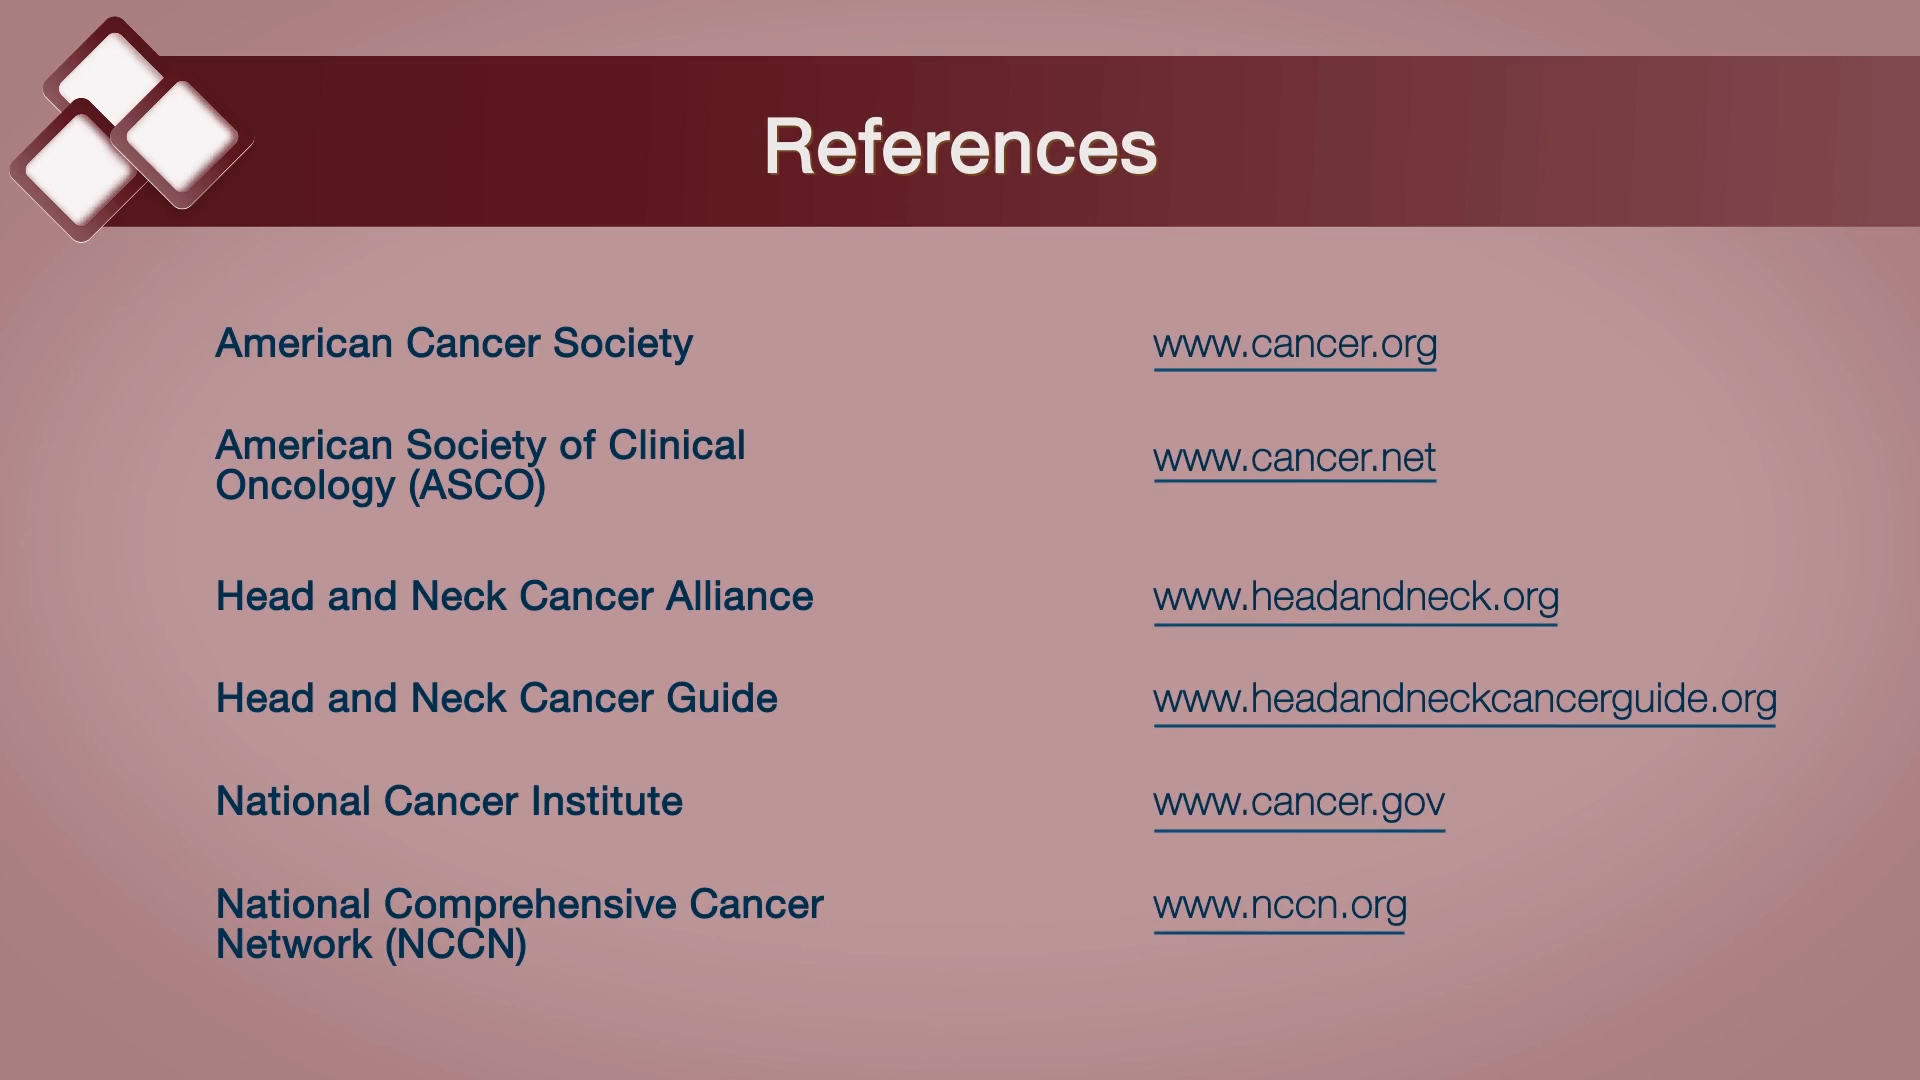 References
American Cancer Society
www.cancer.org
American Society of Clinical
Oncology (ASCO)
www.cancer.net
Head and Neck Cancer Alliance
www.headandneck.org
Head and Neck Cancer Guide
www.headandneckcancerguide.org
National Cancer Institute
www.cancer.gov
National Comprehensive Cancer
Network (NCCN)
www.nccn.org